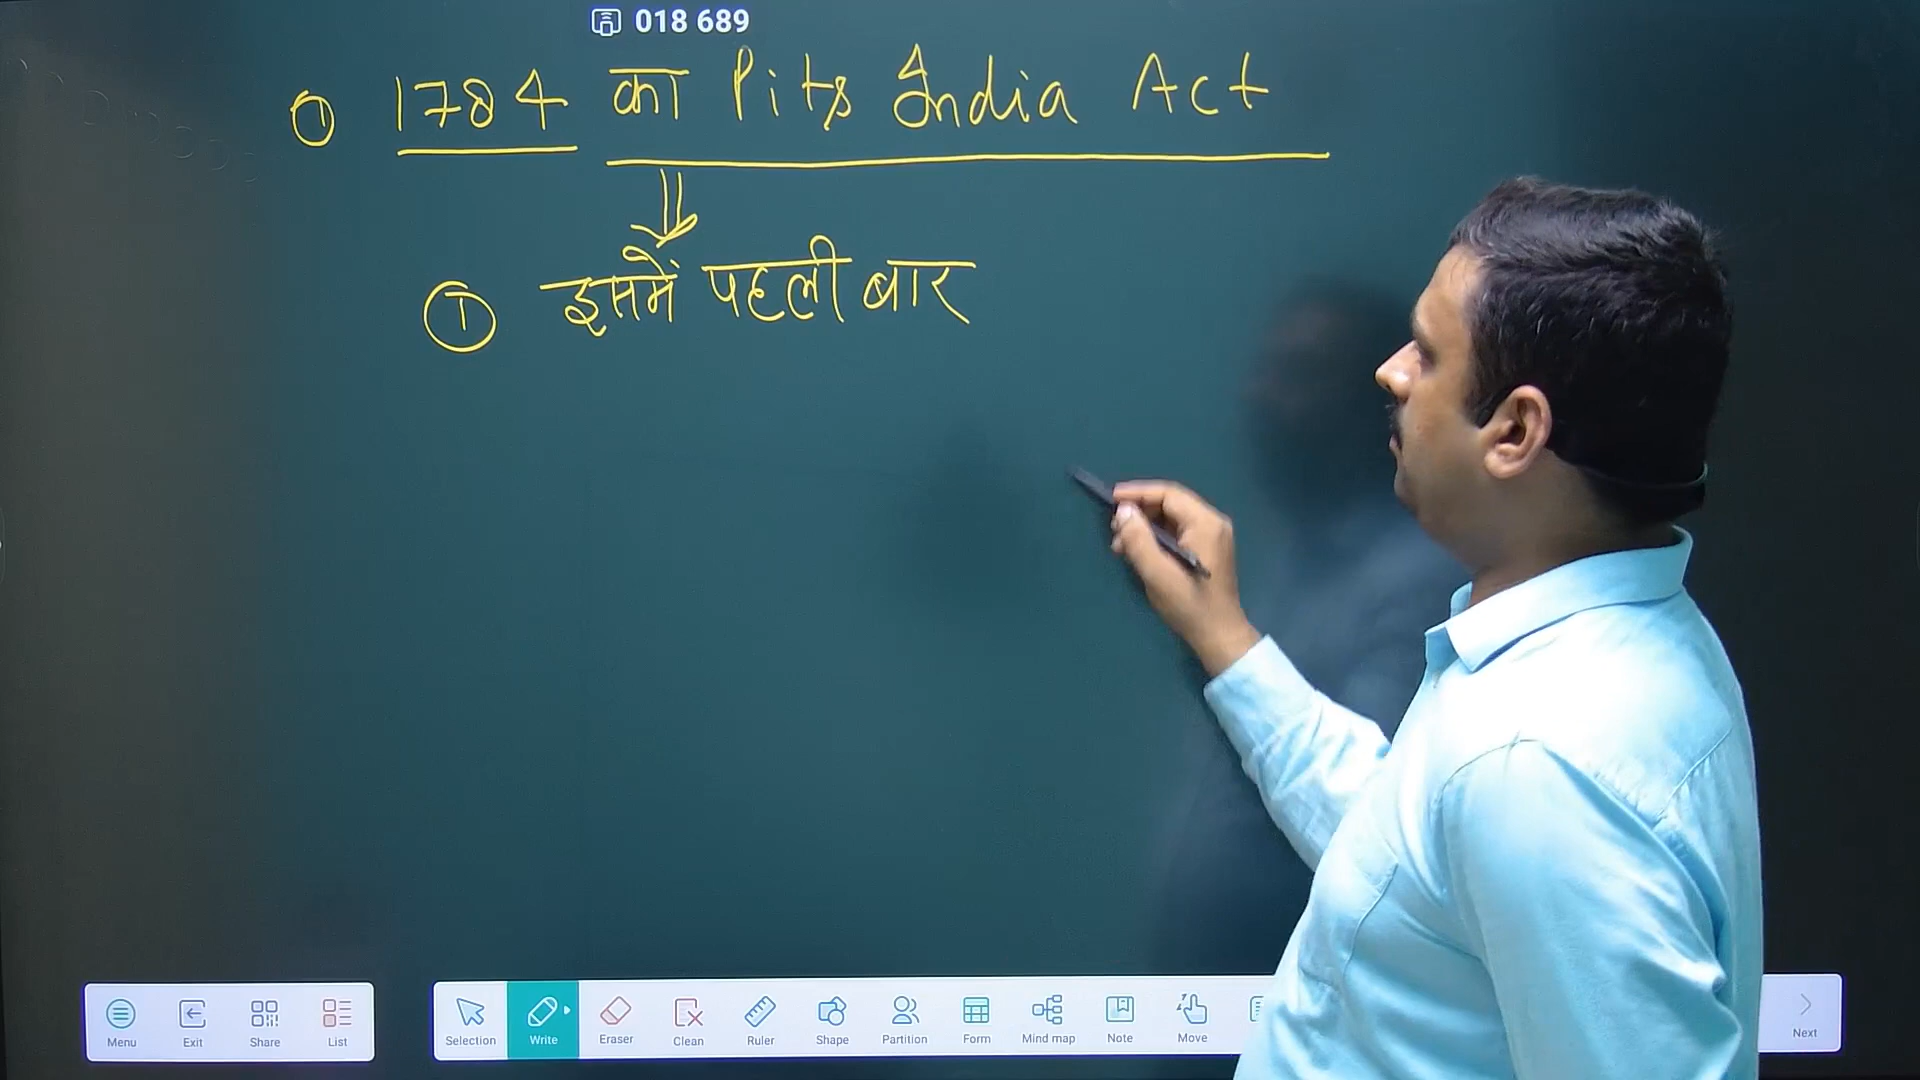 018 689
① 1784 का Pits India Act
① इसमें पहली बार
Menu Exit Share List Selection Write Eraser Clean Ruler Shape Partition Form Mind map Note Move Next